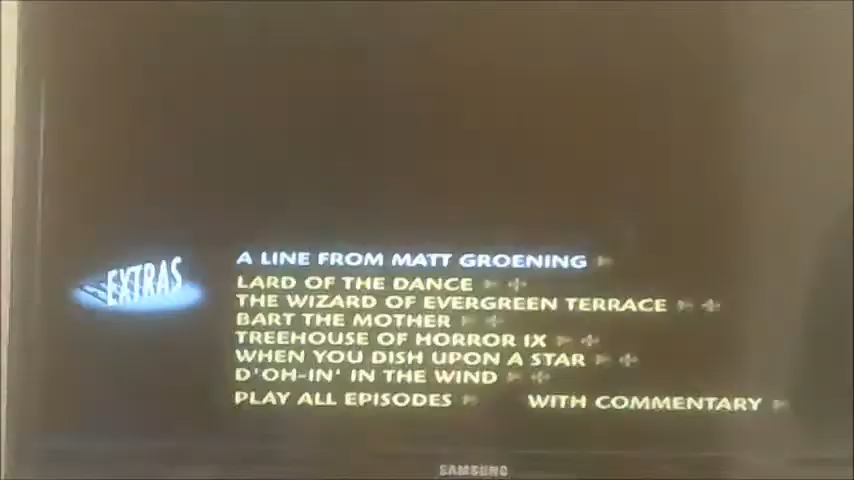 EXTRAS
A LINE FROM MATT GROENING
LARD OF THE DANCE
THE WIZARD OF EVERGREEN TERRACE
BART THE MOTHER
TREEHOUSE OF HORROR IX
WHEN YOU DISH UPON A STAR
D'OH-IN' IN THE WIND
PLAY ALL EPISODES WITH COMMENTARY
SAMSUNG